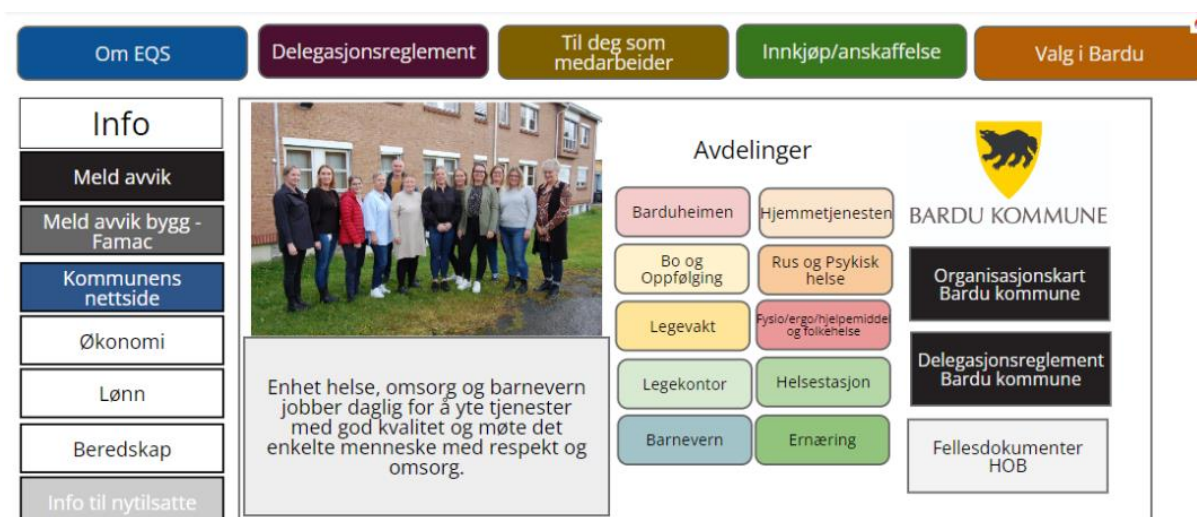 Om EQS
Delegasjonsreglement
Til deg som
medarbeider
Innkjøp/anskaffelse
Valg i Bardu
Info
Meld avvik
Meld avvik bygg -
Famac
Kommunens
nettside
Økonomi
Lønn
Beredskap
Info til nytilsatte
Enhet helse, omsorg og barnevern
jobber daglig for å yte tjenester
med god kvalitet og møte det
enkelte menneske med respekt og
omsorg.
Avdelinger
Barduheimen
Hjemmetjenesten
Bo og
Oppfølging
Rus og Psykisk
helse
Legevakt
Fysio/ergo/hjelpemiddel
og folkehelse
Legekontor
Helsestasjon
Barnevern
Ernæring
BARDU KOMMUNE
Organisasjonskart
Bardu kommune
Delegasjonsreglement
Bardu kommune
Fellesdokumenter
HOB